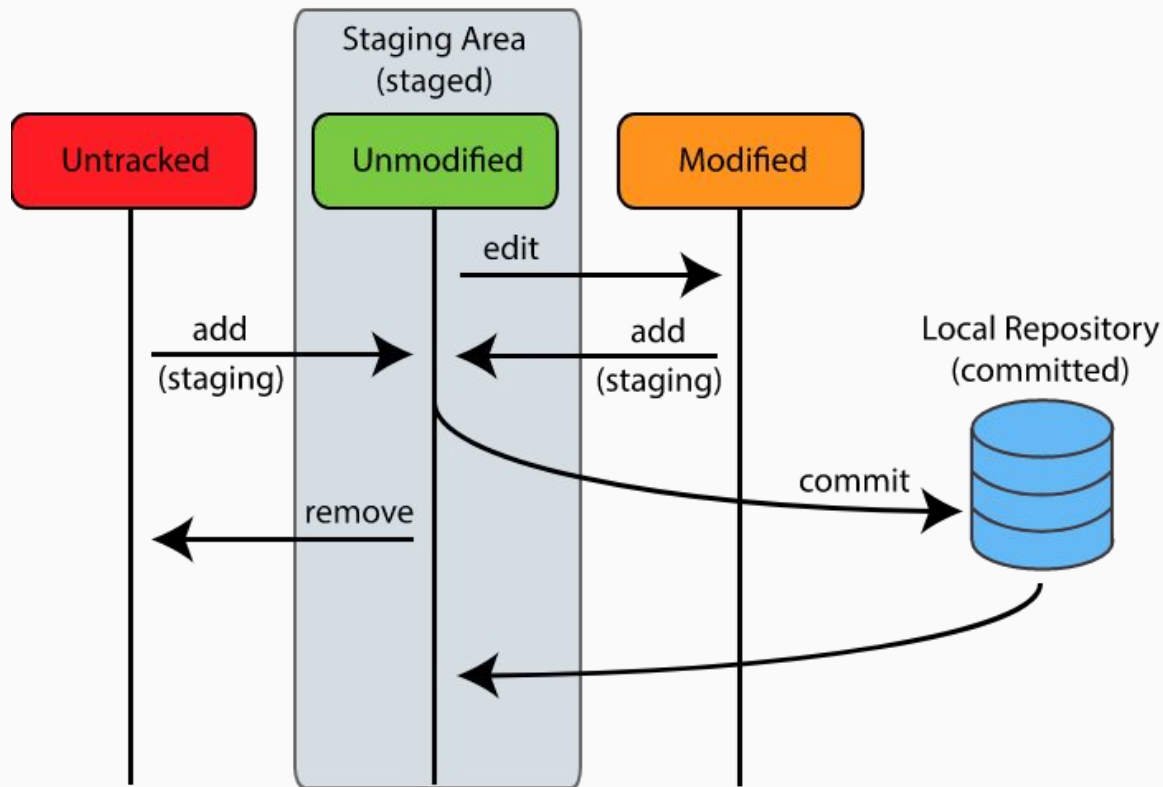 Staging Area
(staged)
Untracked
Unmodified
Modified
edit
add
(staging)
add
(staging)
Local Repository
(committed)
commit
remove